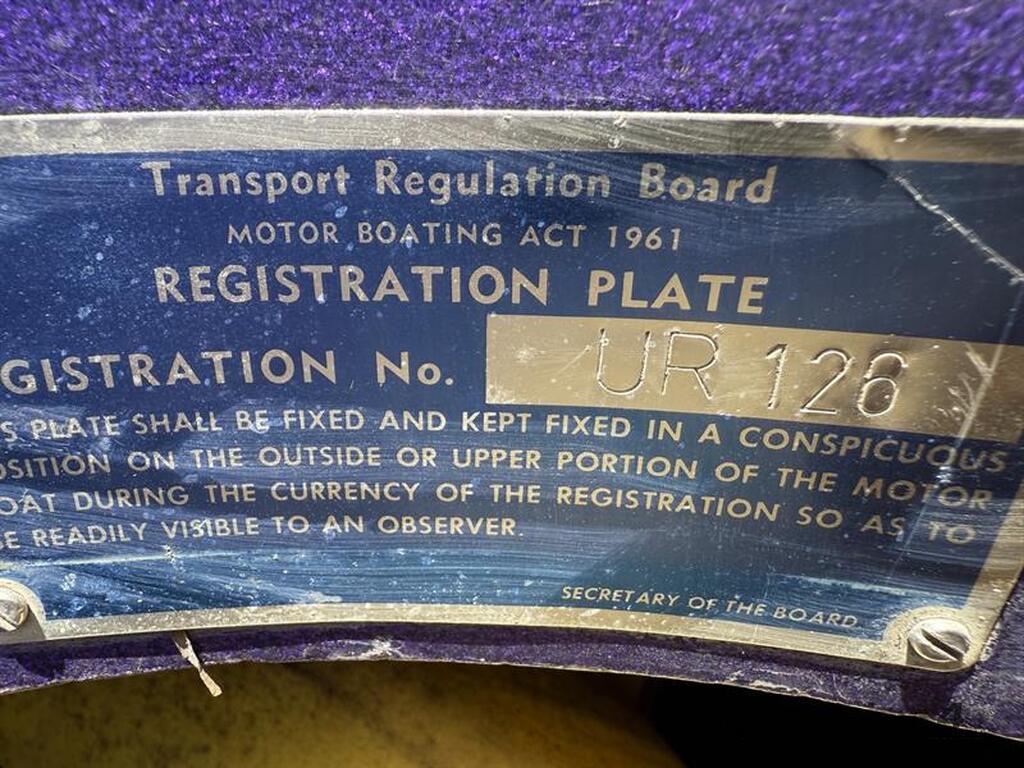 Transport Regulation Board
MOTOR BOATING ACT 1961
REGISTRATION PLATE
GISTRATION No. UR 126
S PLATE SHALL BE FIXED AND KEPT FIXED IN A CONSPICUOUS
OSITION ON THE OUTSIDE OR UPPER PORTION OF THE MOTOR
OAT DURING THE CURRENCY OF THE REGISTRATION SO AS TO
E READILY VISIBLE TO AN OBSERVER.
SECRETARY OF THE BOARD